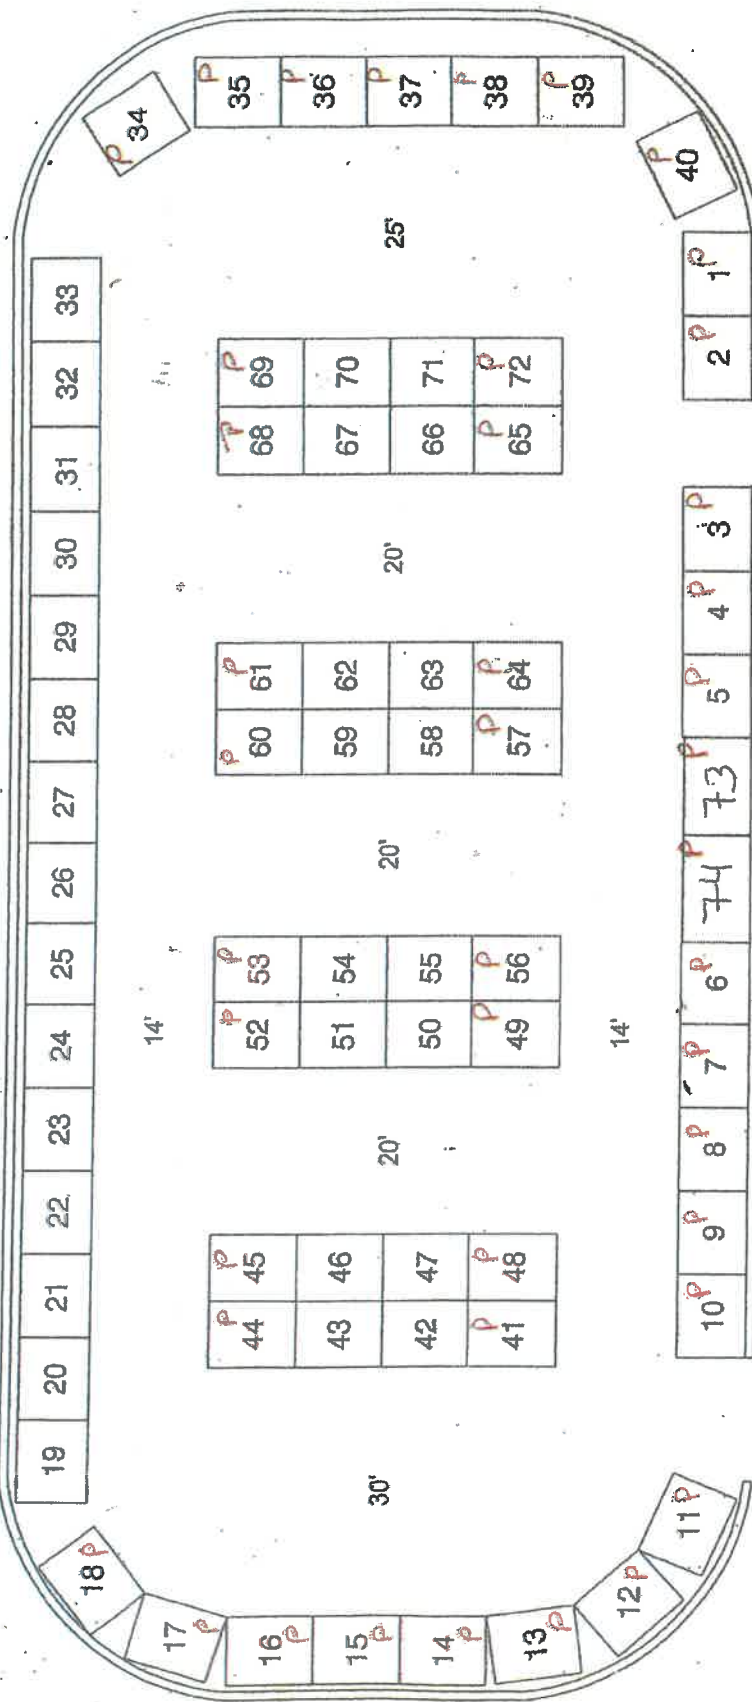 19 20 21 22 23 24 25 26 27 28 29 30 31 32 33
18 P
P 34
14'
17 P
P 35
16 P
P 44 P 45
P 52 P 53
P 60 P 61
P 68 P 69
P 36
15 P
43 46
51 54
59 62
67 70
30' 20' 20' 20' 25'
P 37
14 P
42 47
50 55
58 63
66 71
P 38
13 P
P 41 P 48
P 49 P 56
P 57 P 64
P 65 P 72
P 39
12 P
14'
P 40
11 P
10 P 9 P 8 P 7 P 6 P 74 P 73 P 5 P 4 P 3 P 2 P 1 P